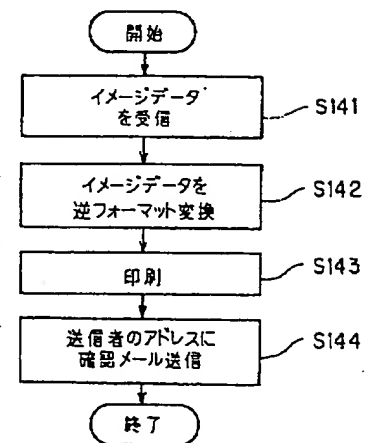 開始
イメージデータ
を受信
S141
イメージデータを
逆フォーマット変換
S142
印刷
S143
送信者のアドレスに
確認メール送信
S144
終了